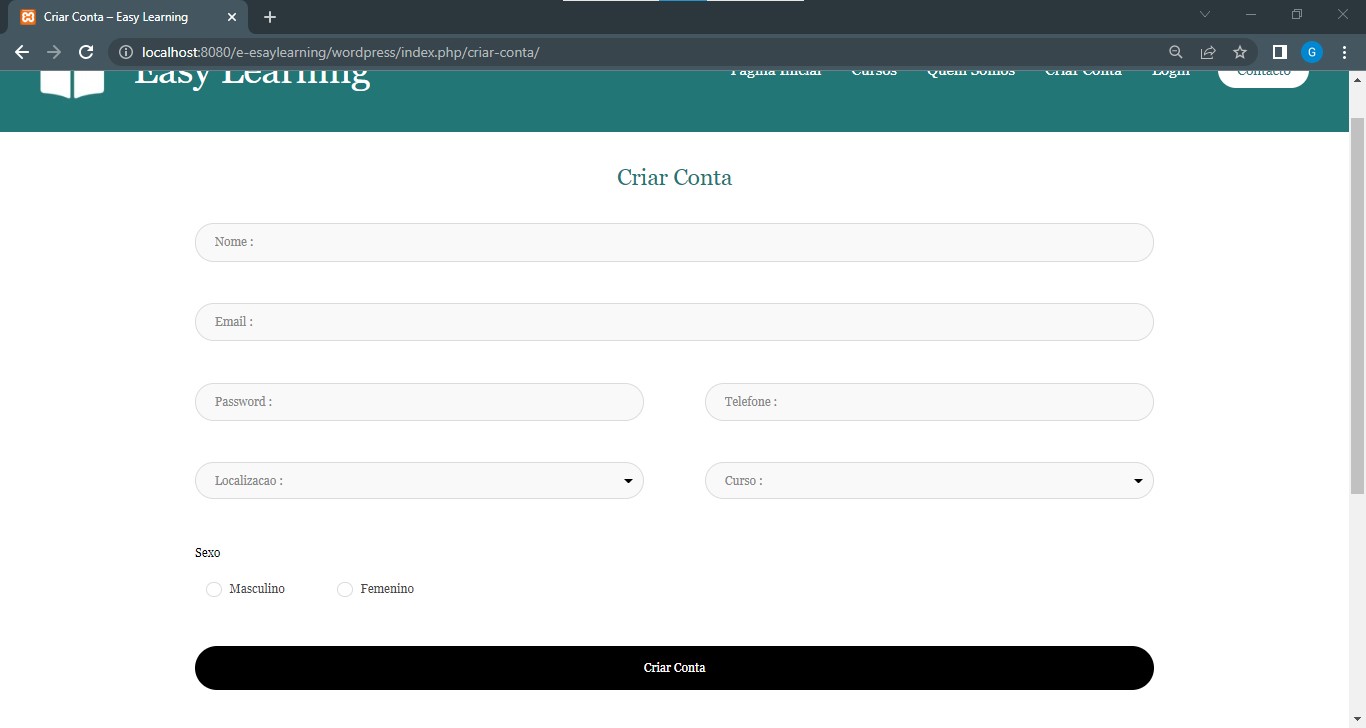 Criar Conta – Easy Learning
localhost:8080/e-esaylearning/wordpress/index.php/criar-conta/
G
Easy Learning
Pagina Inicial Cursos Quem Somos Criar Conta Login Contacto
Criar Conta
Nome :
Email :
Password : Telefone :
Localizacao : Curso :
Sexo
Masculino Femenino
Criar Conta